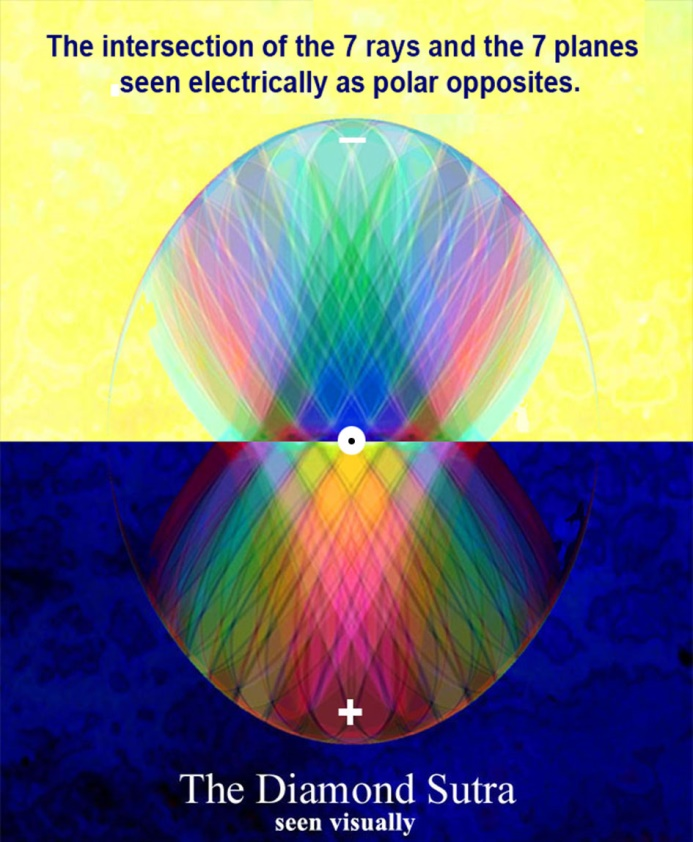 The intersection of the 7 rays and the 7 planes
seen electrically as polar opposites.
−
+
The Diamond Sutra
seen visually